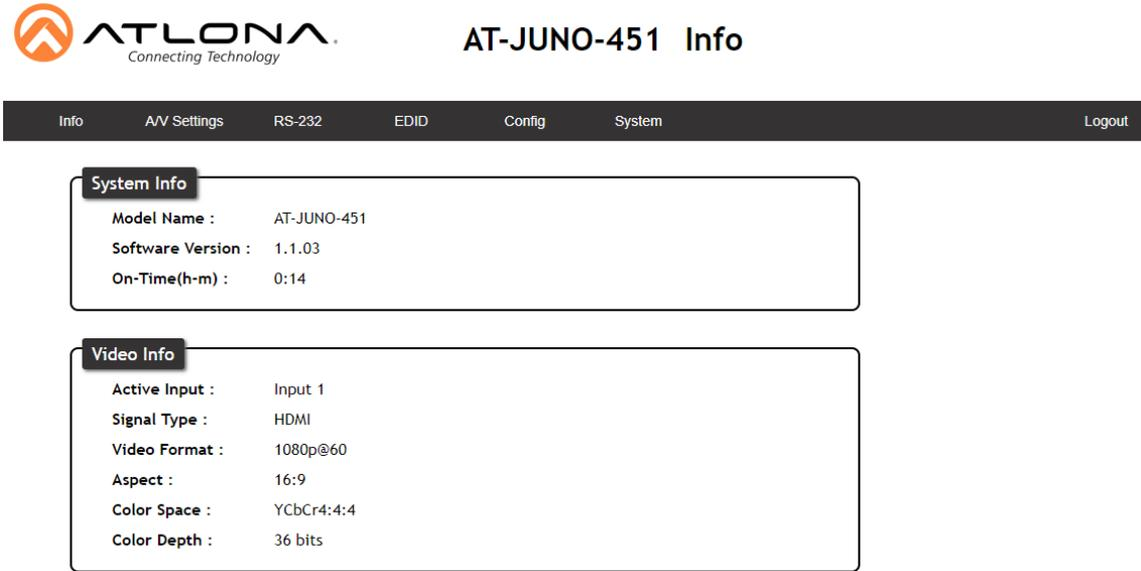 ATLONA.
Connecting Technology
AT-JUNO-451 Info
Info A/V Settings RS-232 EDID Config System Logout
System Info
Model Name : AT-JUNO-451
Software Version : 1.1.03
On-Time(h-m) : 0:14
Video Info
Active Input : Input 1
Signal Type : HDMI
Video Format : 1080p@60
Aspect : 16:9
Color Space : YCbCr4:4:4
Color Depth : 36 bits